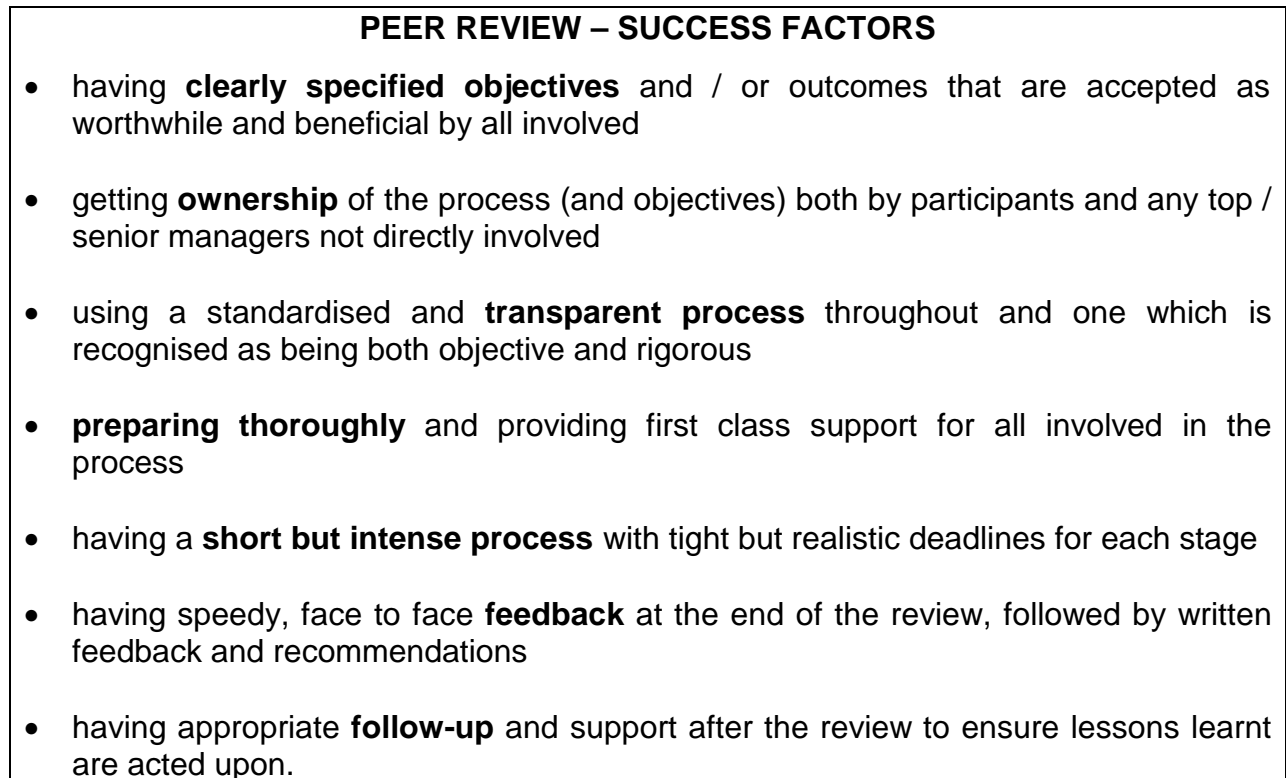 PEER REVIEW – SUCCESS FACTORS
• having clearly specified objectives and / or outcomes that are accepted as
worthwhile and beneficial by all involved
• getting ownership of the process (and objectives) both by participants and any top /
senior managers not directly involved
• using a standardised and transparent process throughout and one which is
recognised as being both objective and rigorous
• preparing thoroughly and providing first class support for all involved in the
process
• having a short but intense process with tight but realistic deadlines for each stage
• having speedy, face to face feedback at the end of the review, followed by written
feedback and recommendations
• having appropriate follow-up and support after the review to ensure lessons learnt
are acted upon.